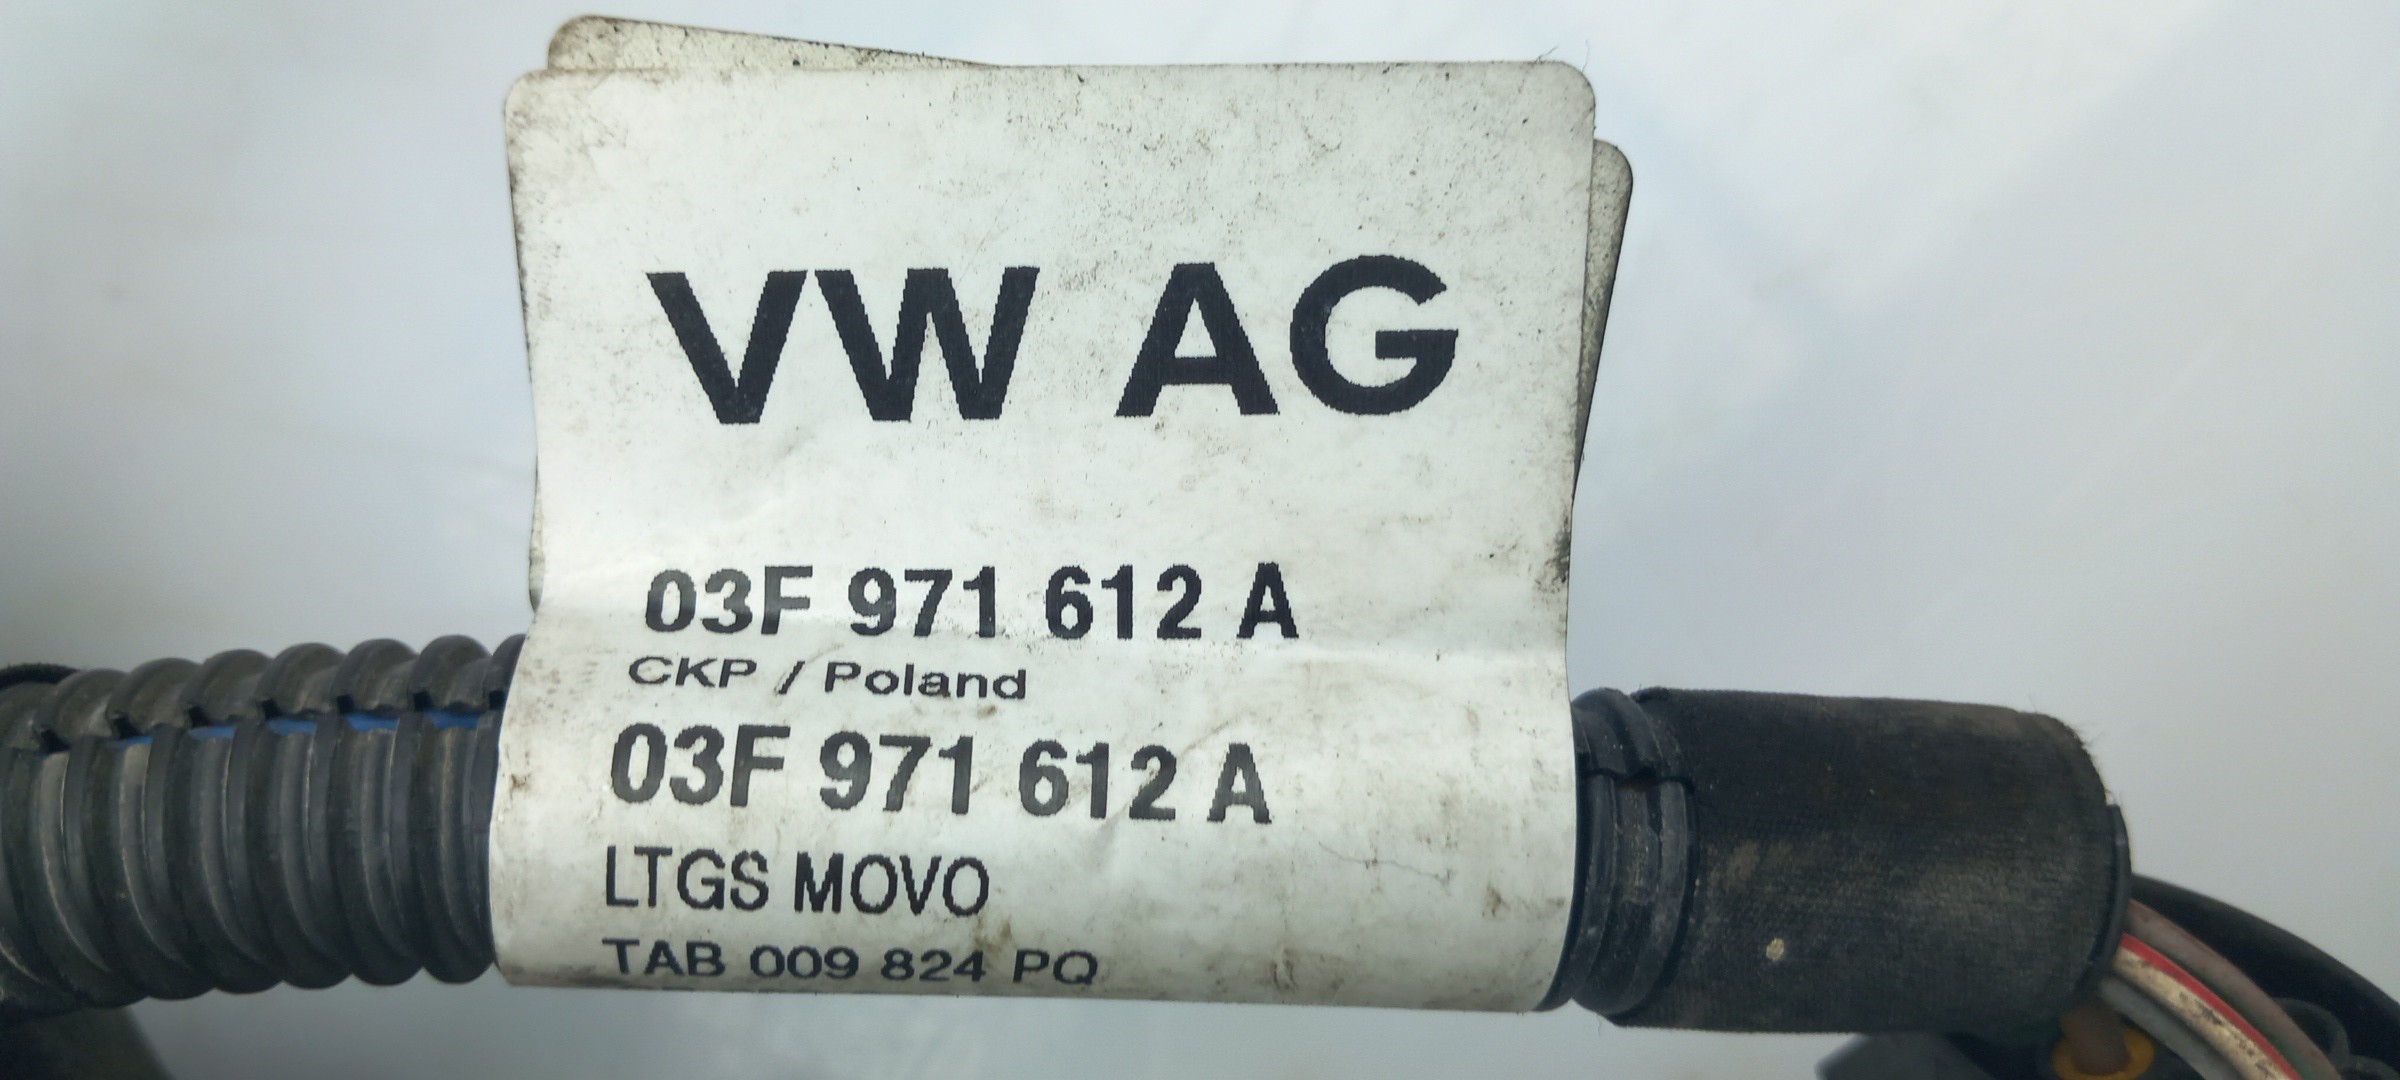 VW AG
03F 971 612 A
CKP / Poland
03F 971 612 A
LTGS MOVO
TAB 009 824 PQ